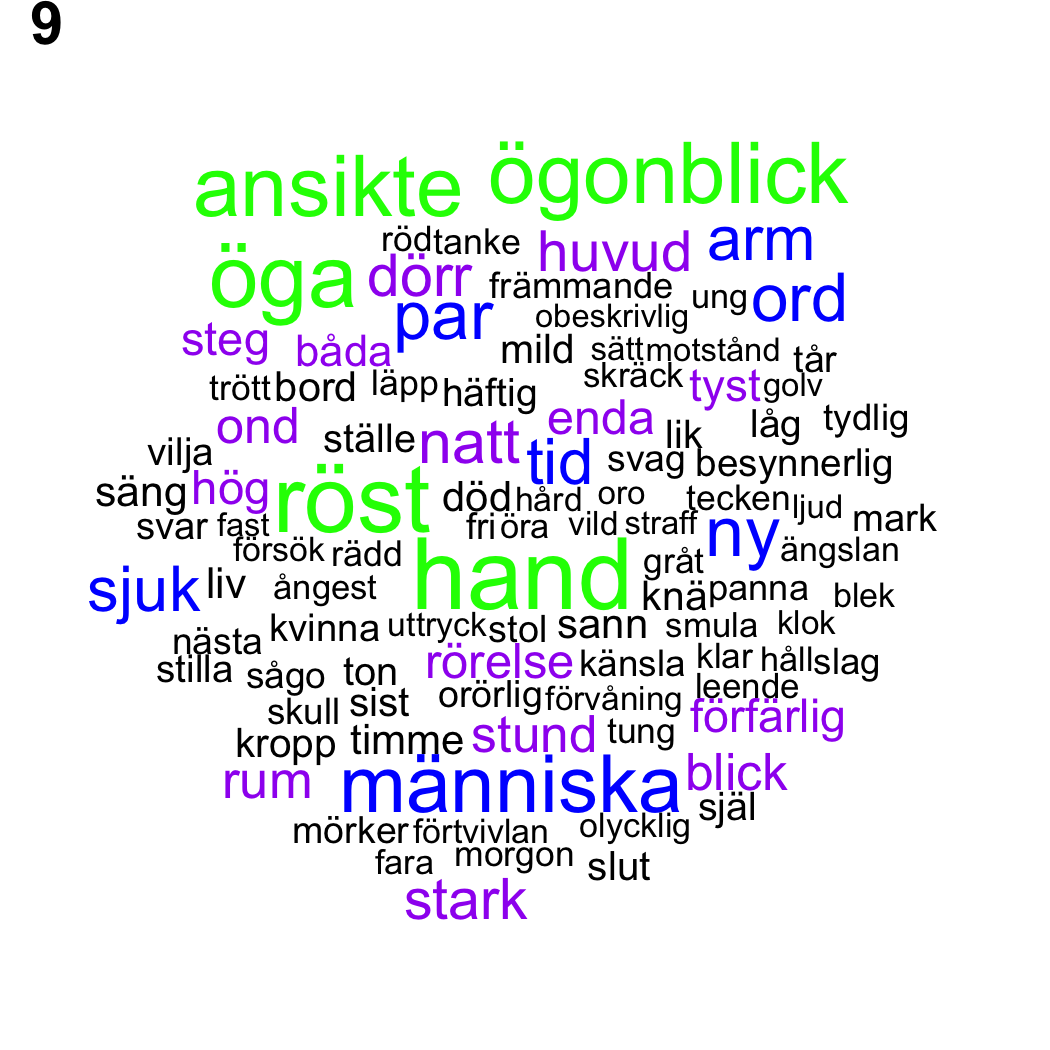 9
ansikte ögonblick
röd tanke huvud arm
öga dörr främmande ung ord
par obeskrivlig
steg båda mild sätt motstånd tår
trött bord läpp häftig skräck tyst golv
ond ställe natt enda lik låg tydlig
vilja tid svag besynnerlig
säng hög röst död hård oro tecken ljud mark
svar fast fri öra vild straff ny
försök rädd hand gråt ängslan
sjuk liv ångest knä panna blek
nästa kvinna uttryck stol sann smula klok
stilla sågo ton rörelse känsla klar håll slag
skull sist orörlig förvåning leende
kropp timme stund tung förfärlig
rum människa blick
mörker förtvivlan olycklig själ
fara morgon slut
stark